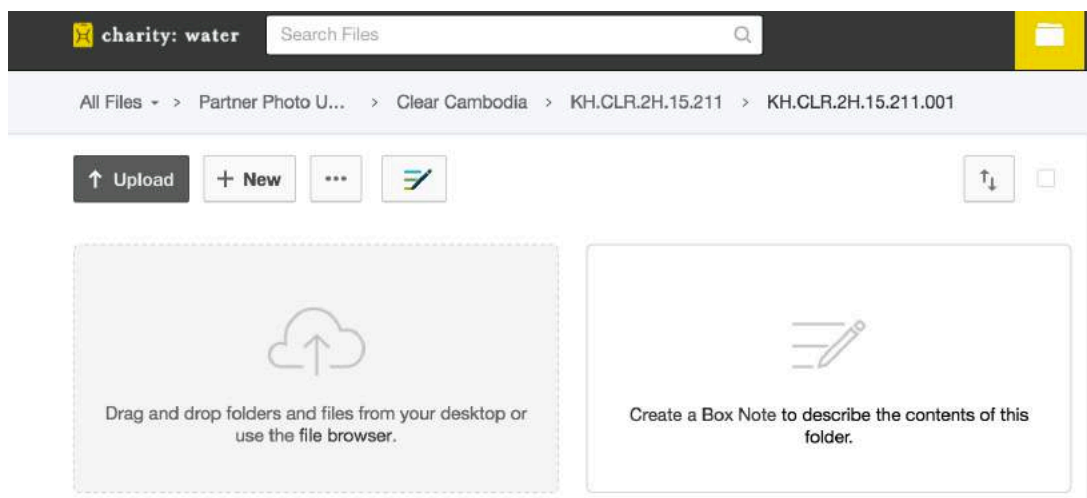 charity: water Search Files
All Files > Partner Photo U... > Clear Cambodia > KH.CLR.2H.15.211 > KH.CLR.2H.15.211.001
↑ Upload + New ...
Drag and drop folders and files from your desktop or
use the file browser.
Create a Box Note to describe the contents of this
folder.